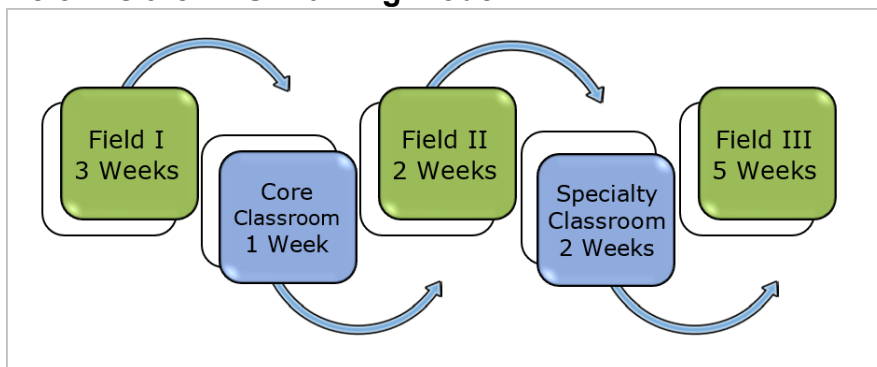 Field I
3 Weeks
Core
Classroom
1 Week
Field II
2 Weeks
Specialty
Classroom
2 Weeks
Field III
5 Weeks